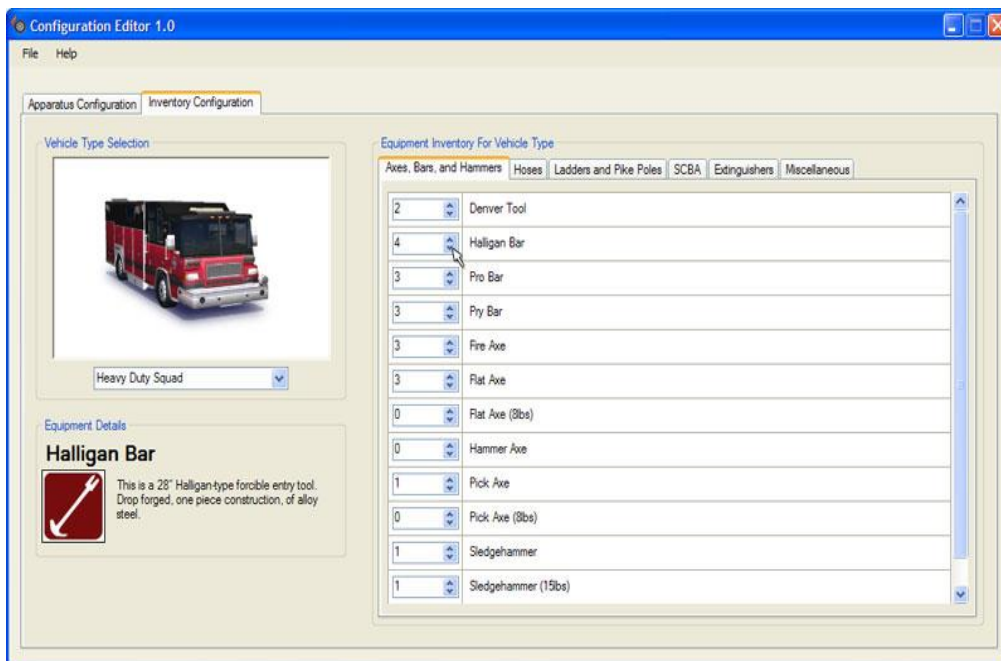 Configuration Editor 1.0
File Help
Apparatus Configuration Inventory Configuration
Vehicle Type Selection
Heavy Duty Squad
Equipment Details
Halligan Bar
This is a 28" Halligan-type forcible entry tool.
Drop forged, one piece construction, of alloy
steel.
Equipment Inventory For Vehicle Type
Axes, Bars, and Hammers Hoses Ladders and Pike Poles SCBA Extinguishers Miscellaneous
2 Denver Tool
4 Halligan Bar
3 Pro Bar
3 Pry Bar
3 Fire Axe
3 Flat Axe
0 Flat Axe (8lbs)
0 Hammer Axe
1 Pick Axe
0 Pick Axe (8lbs)
1 Sledgehammer
1 Sledgehammer (15lbs)